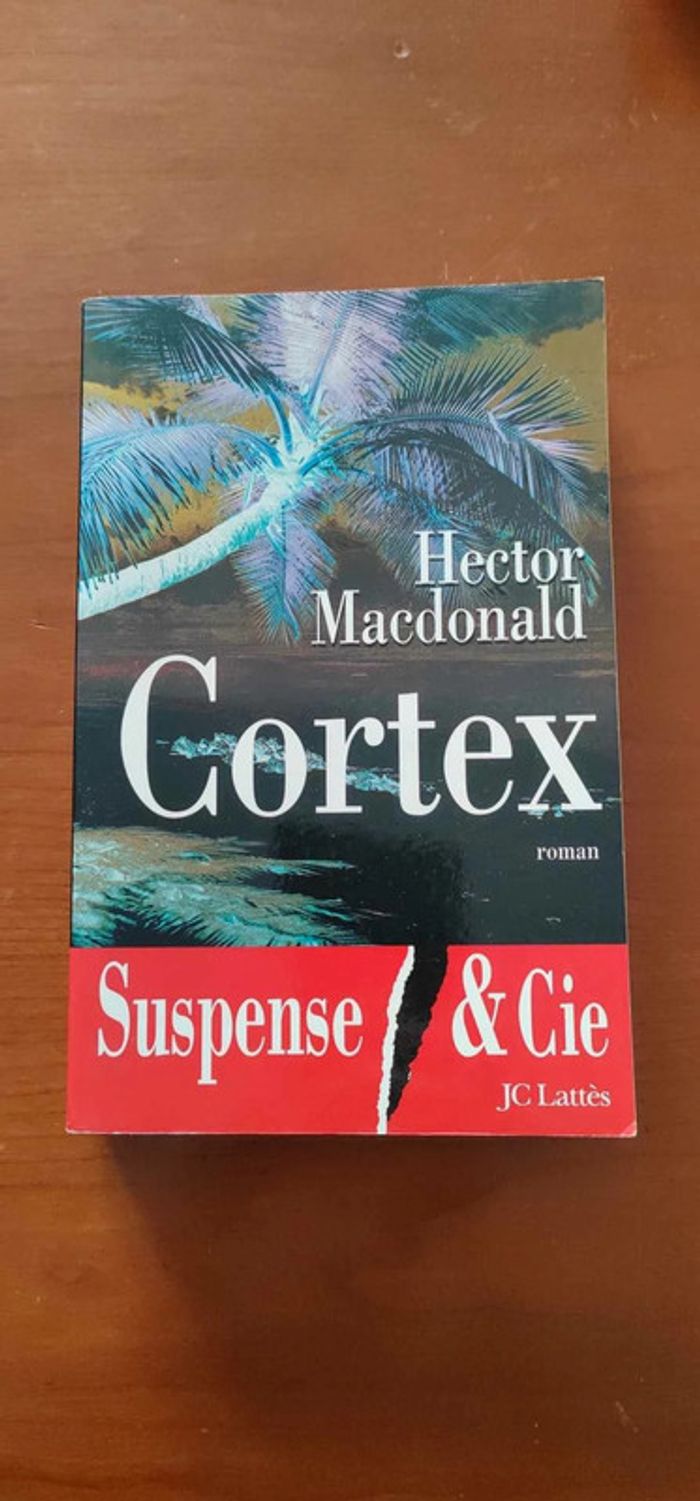 Hector
Macdonald
Cortex
roman
Suspense & Cie
JC Lattès